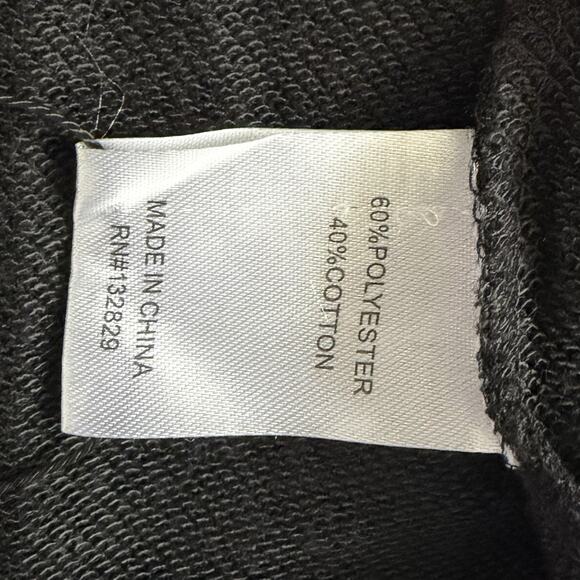 60%POLYESTER
40%COTTON
MADE IN CHINA
RN#132829